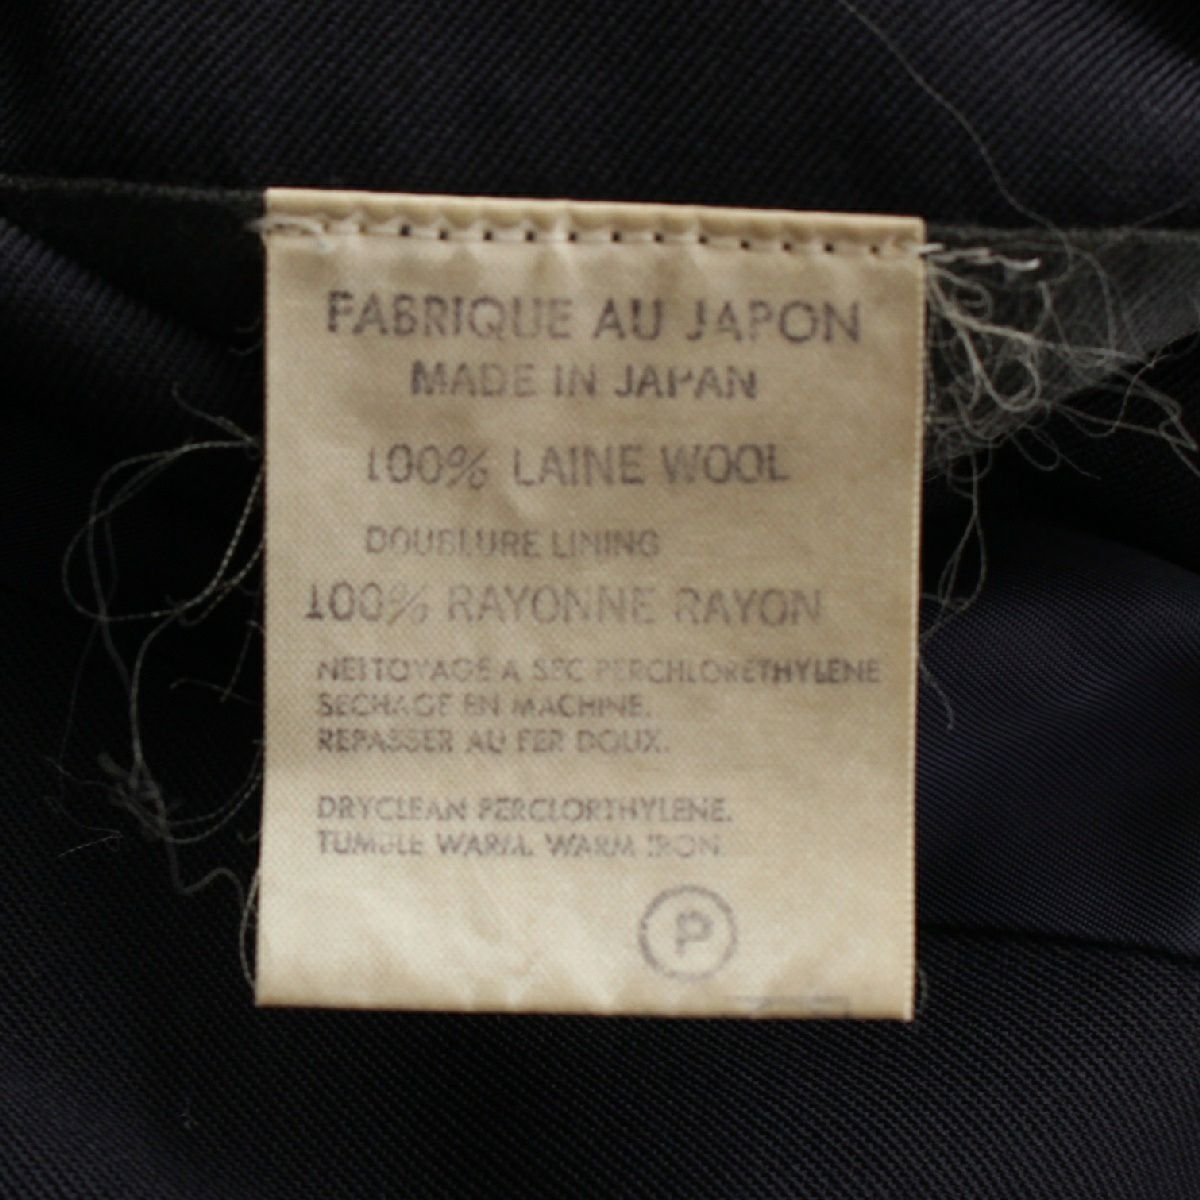 FABRIQUE AU JAPON
MADE IN JAPAN
100% LAINE WOOL
DOUBLURE LINING
100% RAYONNE RAYON
NETTOYAGE A SEC PERCHLORETHYLENE
SECHAGE EN MACHINE.
REPASSER AU FER DOUX.
DRYCLEAN PERCLORTHYLENE.
TUMBLE WARM. WARM IRON.
P